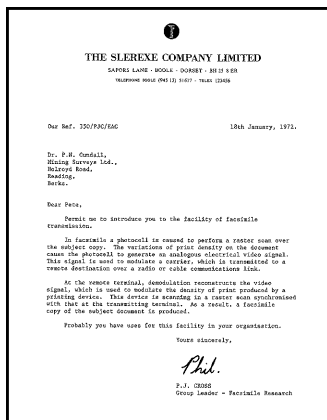 THE SLEREXE COMPANY LIMITED
SAPORS LANE - BOOLE - DORSET - BH 25 8 ER
TELEPHONE BOOLE (945 13) 51617 - TELEX 123456
Our Ref. 350/PJC/EAC
18th January, 1972.
Dr. P.N. Cundall,
Mining Surveys Ltd.,
Holroyd Road,
Reading,
Berks.
Dear Pete,
Permit me to introduce you to the facility of facsimile
transmission.
In facsimile a photocell is caused to perform a raster scan over
the subject copy. The variations of print density on the document
cause the photocell to generate an analogous electrical video signal.
This signal is used to modulate a carrier, which is transmitted to a
remote destination over a radio or cable communications link.
At the remote terminal, demodulation reconstructs the video
signal, which is used to modulate the density of print produced by a
printing device. This device is scanning in a raster scan synchronised
with that at the transmitting terminal. As a result, a facsimile
copy of the subject document is produced.
Probably you have uses for this facility in your organisation.
Yours sincerely,
Phil.
P.J. CROSS
Group Leader - Facsimile Research